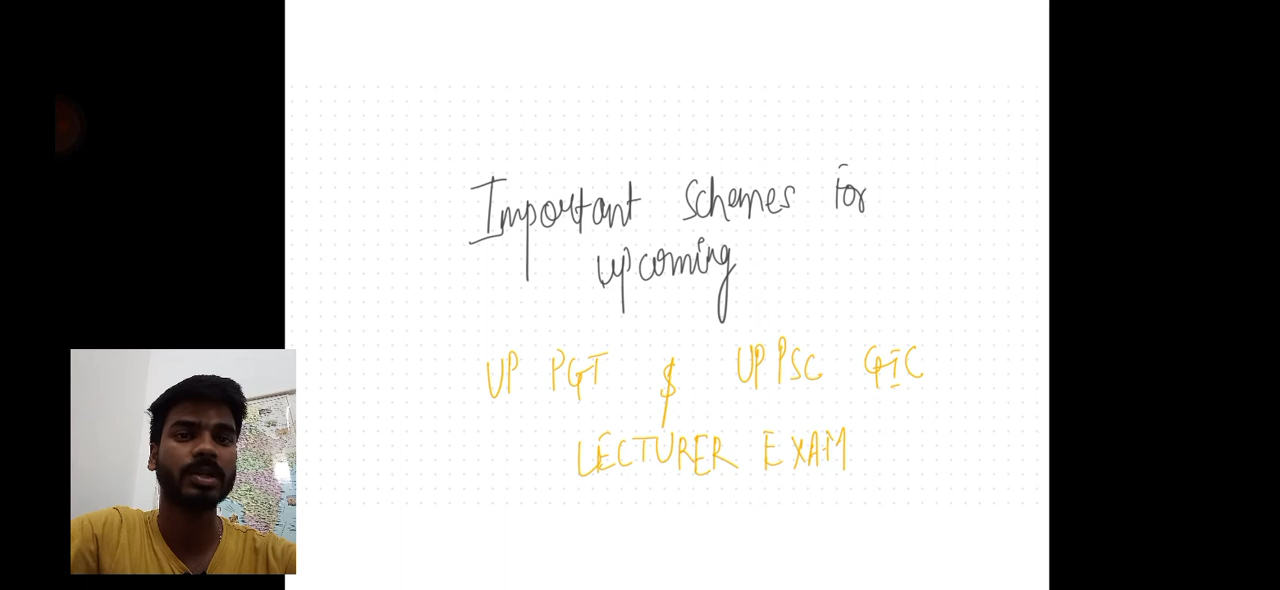 Important schemes for
upcoming
UP PGT $ UPPSC GIC
LECTURER EXAM